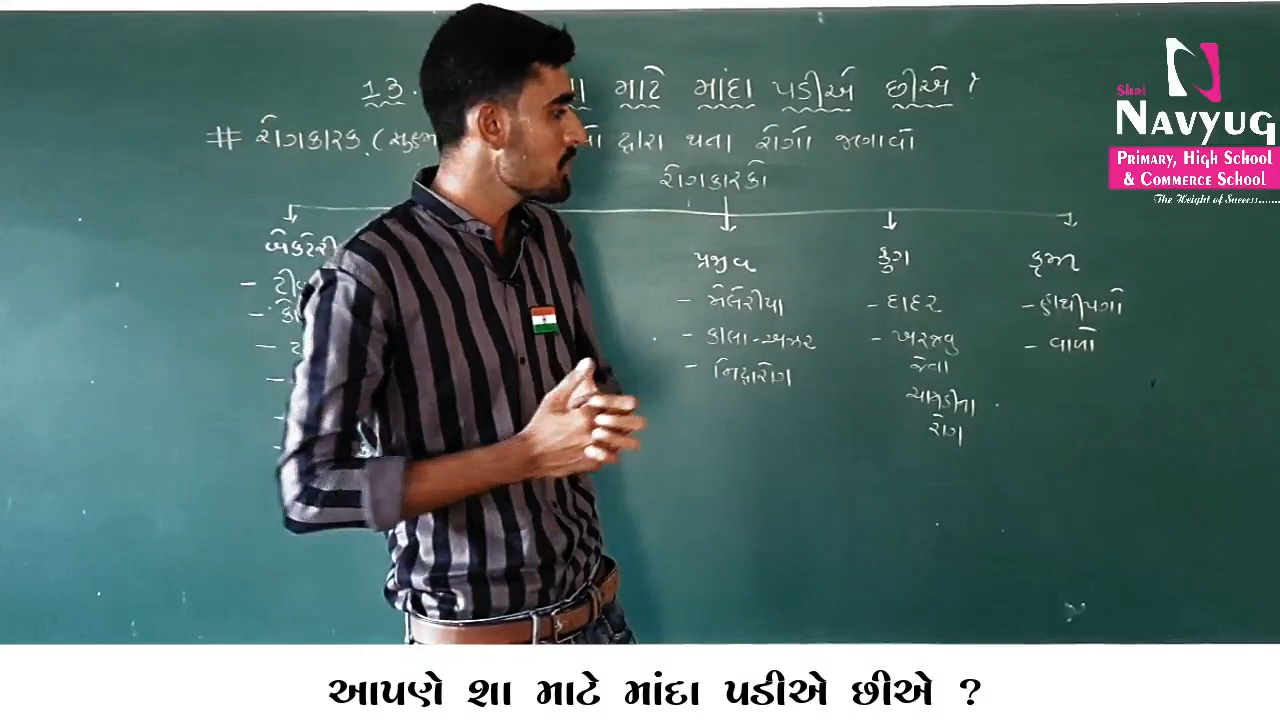 13. માટે માંદા પડીએ છીએ ?
# રોગકારક (સુક્ષ્મ દ્વારા થતા રોગો જણાવો
રોગકારકો
બેકટેરી
પ્રજીવ
ફુગ
કૃમિ
- મેલેરીયા
- કાલા-અઝર
- નિદ્રારોગ
- દાદર
- ખરજવુ
જેવા
ચામડીના
રોગ
- હાથીપગો
- વાળો
Shri
NAVYUG
PRIMARY, HIGH SCHOOL
& COMMERCE SCHOOL
The Height of Success.......
આપણે શા માટે માંદા પડીએ છીએ ?